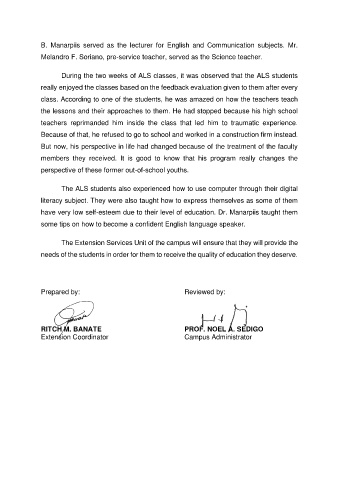 B. Manarpiis served as the lecturer for English and Communication subjects. Mr.
Melandro F. Soriano, pre-service teacher, served as the Science teacher.
During the two weeks of ALS classes, it was observed that the ALS students
really enjoyed the classes based on the feedback evaluation given to them after every
class. According to one of the students, he was amazed on how the teachers teach
the lessons and their approaches to them. He had stopped because his high school
teachers reprimanded him inside the class that led him to traumatic experience.
Because of that, he refused to go to school and worked in a construction firm instead.
But now, his perspective in life had changed because of the treatment of the faculty
members they received. It is good to know that his program really changes the
perspective of these former out-of-school youths.
The ALS students also experienced how to use computer through their digital
literacy subject. They were also taught how to express themselves as some of them
have very low self-esteem due to their level of education. Dr. Manarpiis taught them
some tips on how to become a confident English language speaker.
The Extension Services Unit of the campus will ensure that they will provide the
needs of the students in order for them to receive the quality of education they deserve.
Prepared by:
Reviewed by:
RITCH M. BANATE
PROF. NOEL A. SEDIGO
Extension Coordinator
Campus Administrator